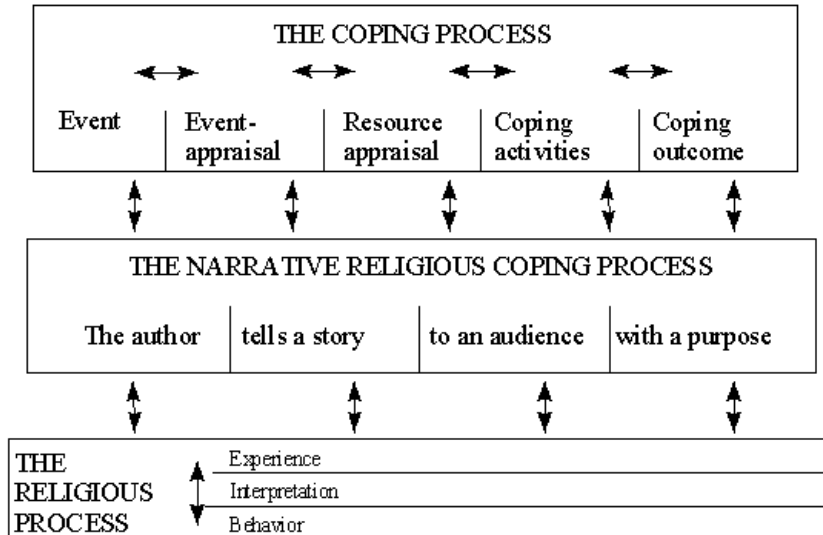 THE COPING PROCESS
Event
Event-
appraisal
Resource
appraisal
Coping
activities
Coping
outcome
THE NARRATIVE RELIGIOUS COPING PROCESS
The author
tells a story
to an audience
with a purpose
THE
RELIGIOUS
PROCESS
Experience
Interpretation
Behavior